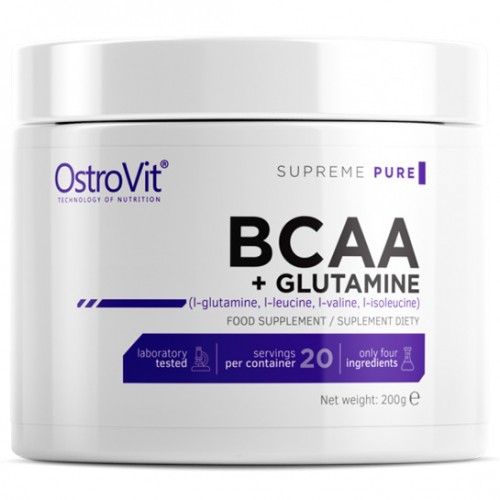 OstroVit®
TECHNOLOGY OF NUTRITION
SUPREME PURE
BCAA
+ GLUTAMINE
(l-glutamine, l-leucine, l-valine, l-isoleucine)
FOOD SUPPLEMENT / SUPLEMENT DIETY
laboratory
tested
servings
per container 20
only four
ingredients
Net weight: 200g ℮